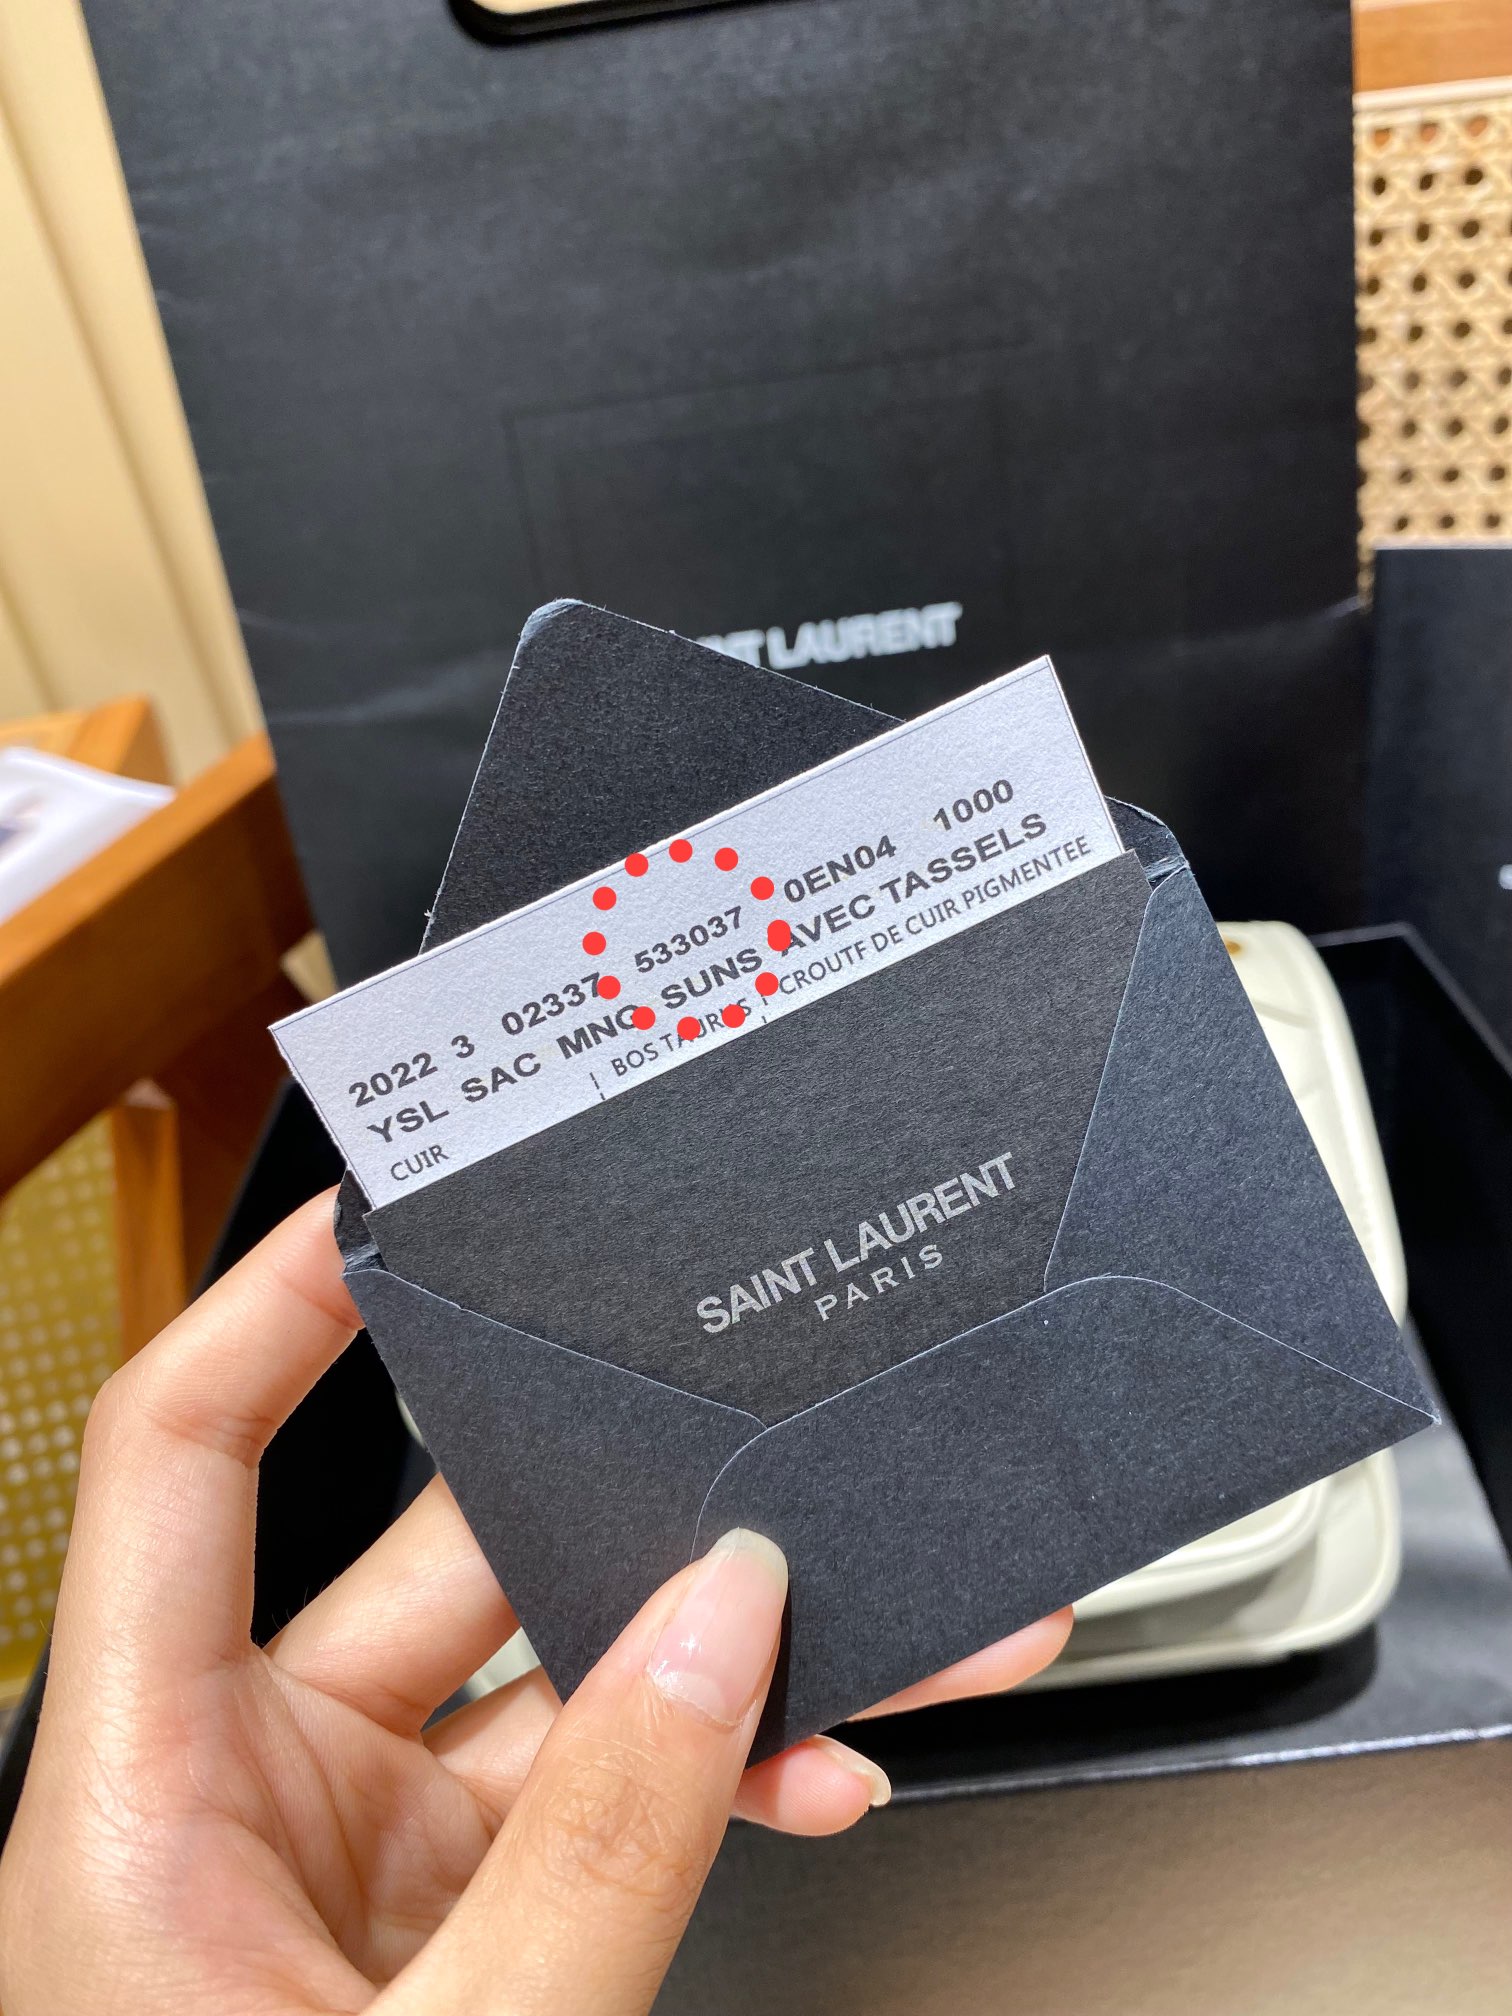 NT LAURENT
2022 3 02337 533037 0EN04 1000
YSL SAC MNG SUNS AVEC TASSELS
CUIR BOS TAURUS CROUTF DE CUIR PIGMENTEE
SAINT LAURENT
PARIS